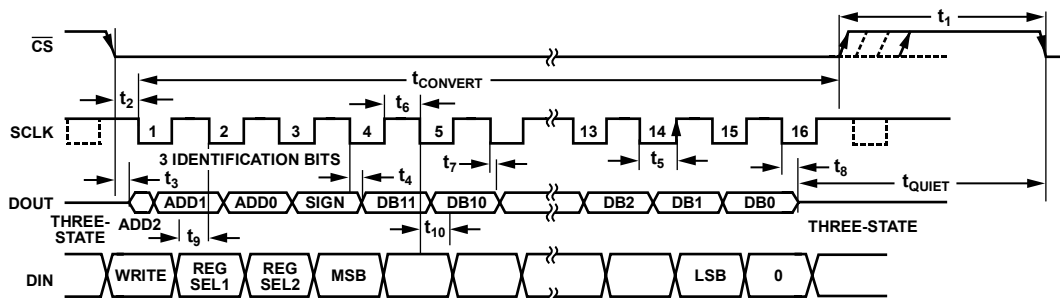 t1
CS
tCONVERT
t2
t6
SCLK
1 2 3 4 5 13 14 15 16
3 IDENTIFICATION BITS
t7
t5
t8
t3
t4
tQUIET
DOUT
ADD1 ADD0 SIGN DB11 DB10 DB2 DB1 DB0
THREE-
STATE
ADD2
THREE-STATE
t9
t10
DIN
WRITE
REG
SEL1
REG
SEL2
MSB
LSB
0